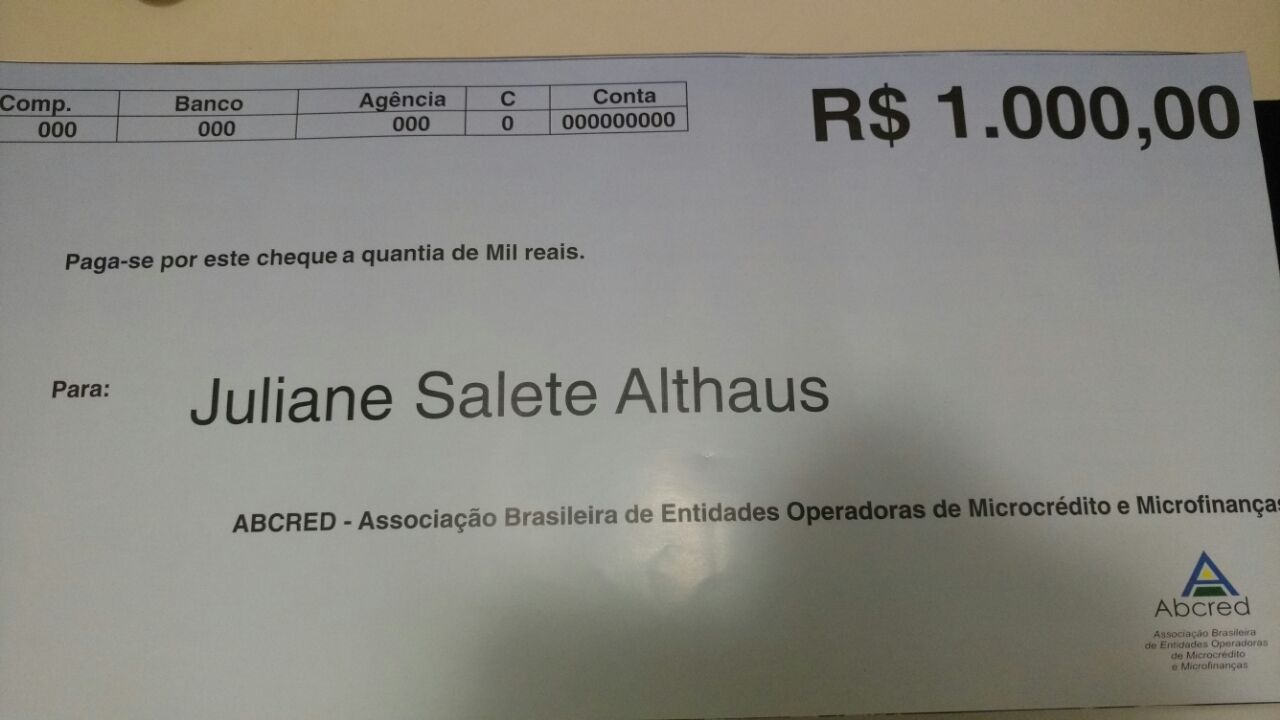 Comp. Banco Agência C Conta
000 000 000 0 000000000
R$ 1.000,00
Paga-se por este cheque a quantia de Mil reais.
Para: Juliane Salete Althaus
ABCRED - Associação Brasileira de Entidades Operadoras de Microcrédito e Microfinanças
Abcred
Associação Brasileira
de Entidades Operadoras
de Microcrédito
e Microfinanças